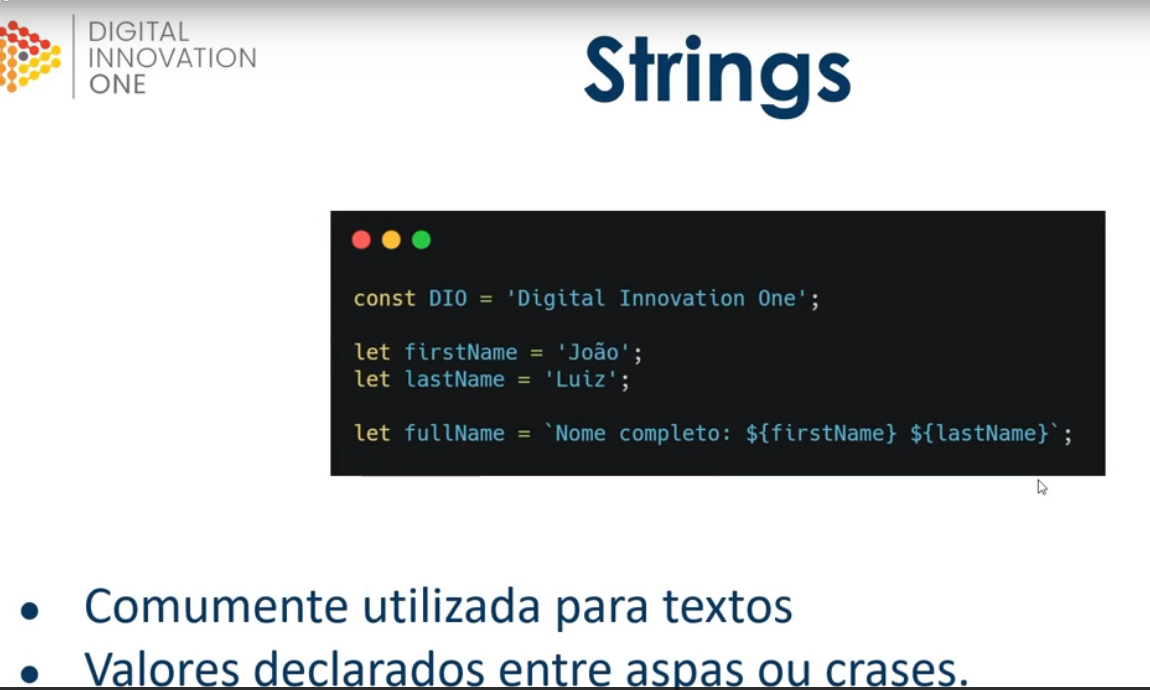 DIGITAL
INNOVATION
ONE
Strings
const DIO = 'Digital Innovation One';
let firstName = 'João';
let lastName = 'Luiz';
let fullName = `Nome completo: ${firstName} ${lastName}`;
● Comumente utilizada para textos
● Valores declarados entre aspas ou crases.